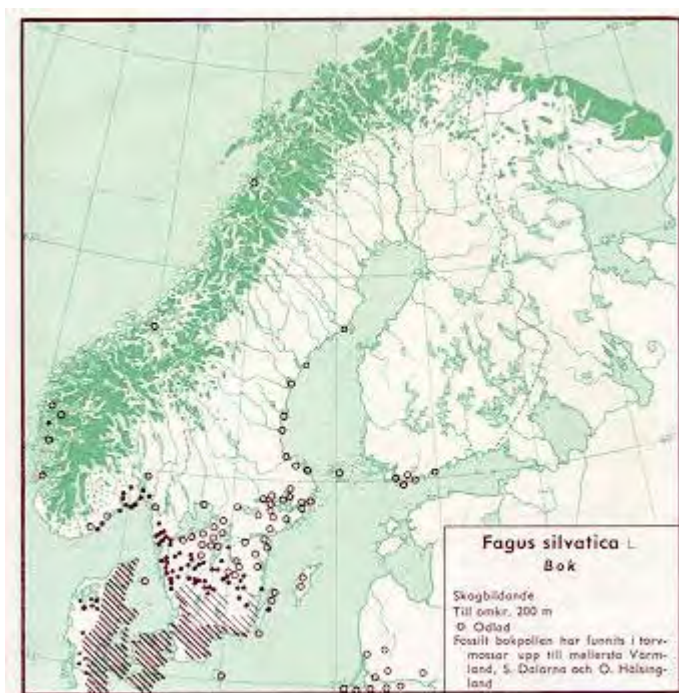 Fagus silvatica L.
Bok
Skogbildande
Till omkr. 200 m
Odlad
Fossilt bokpollen har funnits i torv-
mossar upp till mellersta Värm-
land, S. Dalarna och Ö. Hälsing-
land